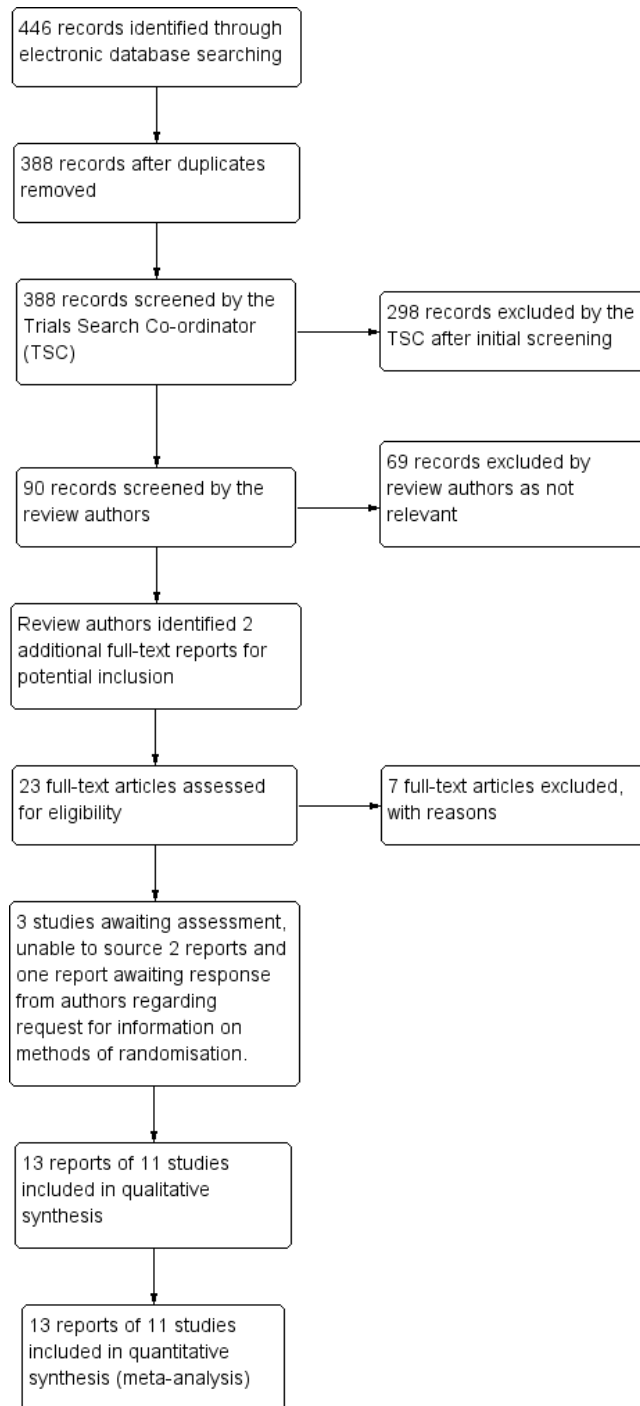 446 records identified through
electronic database searching
388 records after duplicates
removed
388 records screened by the
Trials Search Co-ordinator
(TSC)
298 records excluded by the
TSC after initial screening
90 records screened by the
review authors
69 records excluded by
review authors as not
relevant
Review authors identified 2
additional full-text reports for
potential inclusion
23 full-text articles assessed
for eligibility
7 full-text articles excluded,
with reasons
3 studies awaiting assessment,
unable to source 2 reports and
one report awaiting response
from authors regarding
request for information on
methods of randomisation.
13 reports of 11 studies
included in qualitative
synthesis
13 reports of 11 studies
included in quantitative
synthesis (meta-analysis)